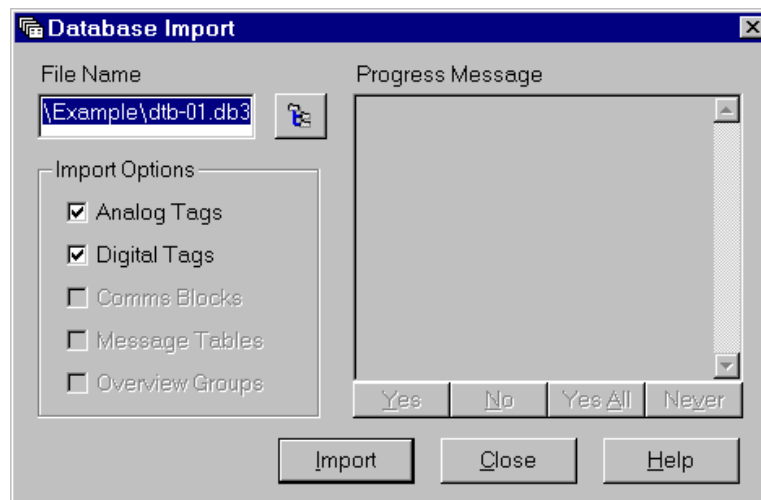 Database Import
File Name
\Example\dtb-01.db3
Import Options
Analog Tags
Digital Tags
Comms Blocks
Message Tables
Overview Groups
Progress Message
Yes No Yes All Never
Import Close Help